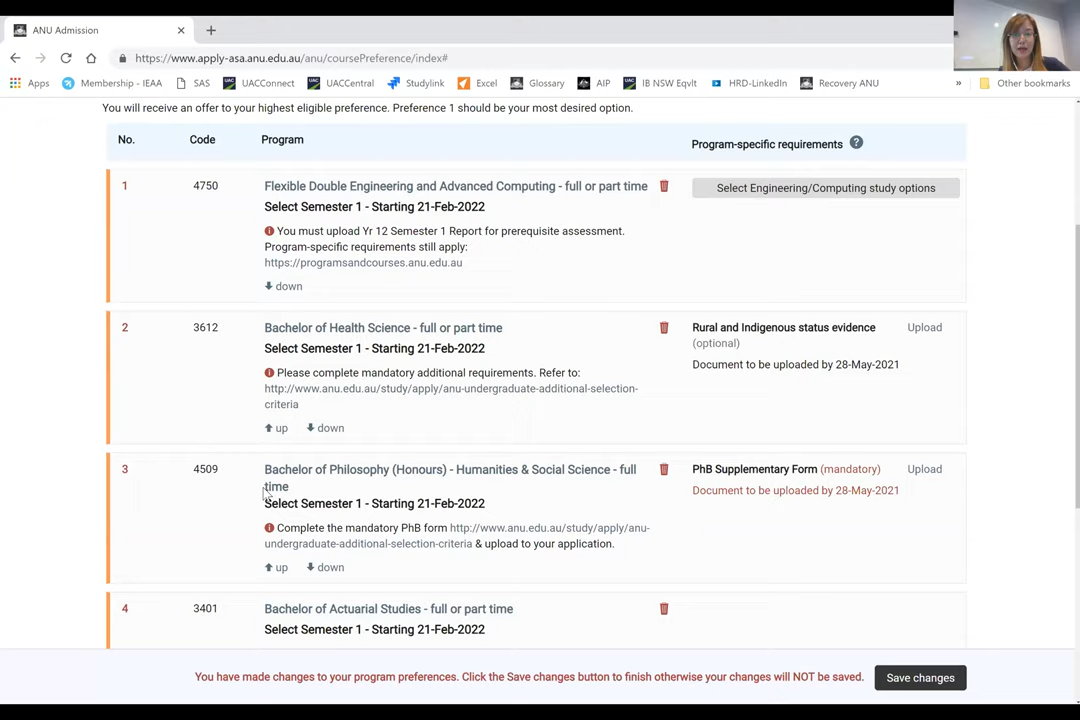 ANU Admission
https://www.apply-asa.anu.edu.au/anu/coursePreference/index#
Apps Membership - IEAA SAS UACConnect UACCentral Studylink Excel Glossary AIP IB NSW Eqvlt HRD-LinkedIn Recovery ANU » Other bookmarks
You will receive an offer to your highest eligible preference. Preference 1 should be your most desired option.
No. Code Program Program-specific requirements ?
1 4750 Flexible Double Engineering and Advanced Computing - full or part time Select Engineering/Computing study options
Select Semester 1 - Starting 21-Feb-2022
You must upload Yr 12 Semester 1 Report for prerequisite assessment.
Program-specific requirements still apply:
https://programsandcourses.anu.edu.au
down
2 3612 Bachelor of Health Science - full or part time Rural and Indigenous status evidence Upload
(optional)
Select Semester 1 - Starting 21-Feb-2022
Document to be uploaded by 28-May-2021
Please complete mandatory additional requirements. Refer to:
http://www.anu.edu.au/study/apply/anu-undergraduate-additional-selection-
criteria
up down
3 4509 Bachelor of Philosophy (Honours) - Humanities & Social Science - full PhB Supplementary Form (mandatory) Upload
time
Document to be uploaded by 28-May-2021
Select Semester 1 - Starting 21-Feb-2022
Complete the mandatory PhB form http://www.anu.edu.au/study/apply/anu-
undergraduate-additional-selection-criteria & upload to your application.
up down
4 3401 Bachelor of Actuarial Studies - full or part time
Select Semester 1 - Starting 21-Feb-2022
You have made changes to your program preferences. Click the Save changes button to finish otherwise your changes will NOT be saved. Save changes